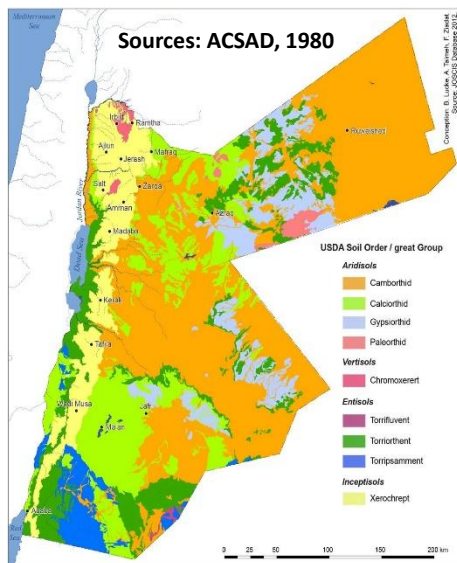 Mediterranean
Sea
Sources: ACSAD, 1980
Conception: B. Lucke, A. Taimeh, F. Ziadat,
Source: JOSCIS Database 2012.
Irbid
Ramtha
Ruwaished
Ajlun
Mafraq
Jerash
Salt
Zarqa
Jordan River
Amman
Azraq
Madaba
Dead Sea
Kerak
Tafila
Wadi Musa
Jafr
Ma'an
Aqaba
Red
Sea
USDA Soil Order / great Group
Aridisols
Camborthid
Calciorthid
Gypsiorthid
Paleorthid
Vertisols
Chromoxerert
Entisols
Torrifluvent
Torriorthent
Torripsamment
Inceptisols
Xerochrept
0 25 50 100 150 200
km